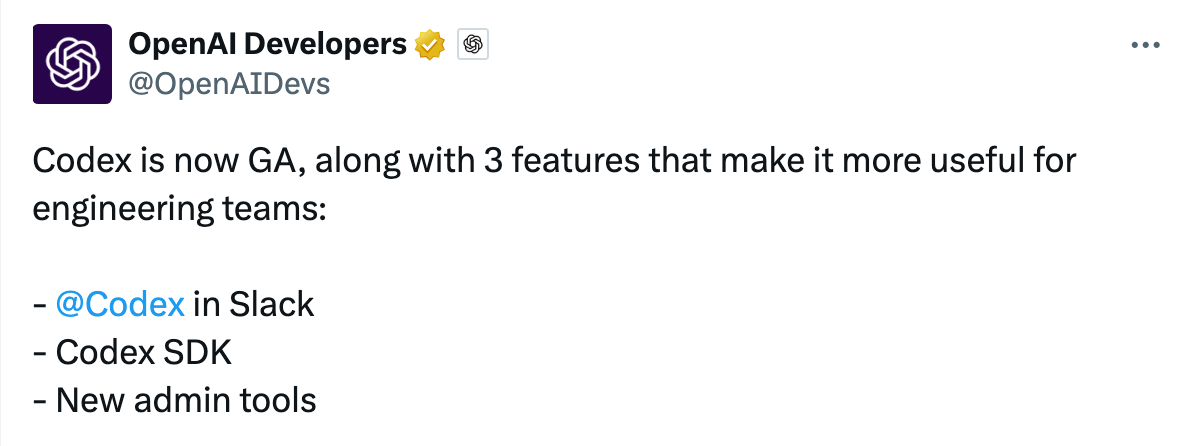 OpenAI Developers
@OpenAIDevs
Codex is now GA, along with 3 features that make it more useful for
engineering teams:
- @Codex in Slack
- Codex SDK
- New admin tools